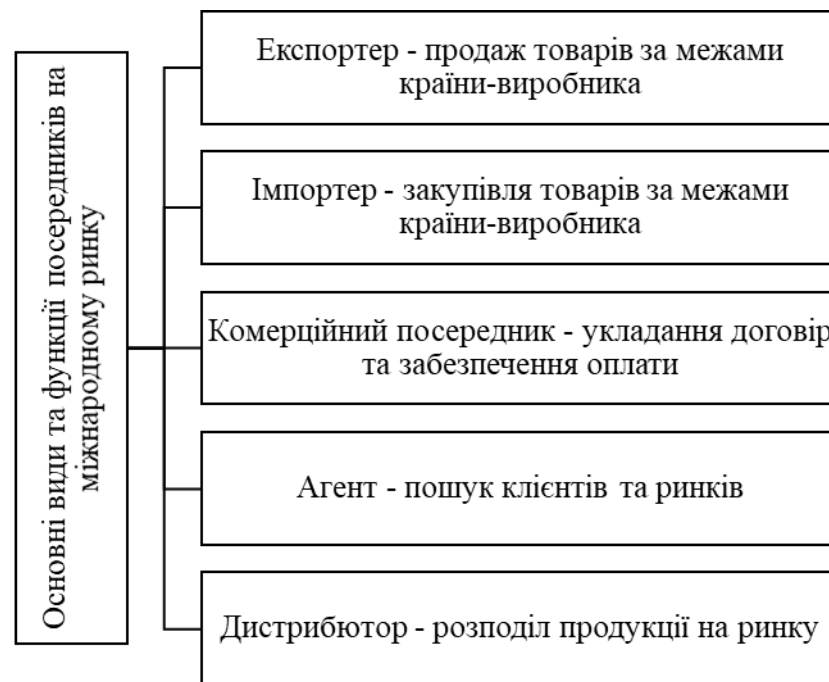 Основні види та функції посередників на
міжнародному ринку
Експортер - продаж товарів за межами
країни-виробника
Імпортер - закупівля товарів за межами
країни-виробника
Комерційний посередник - укладання договір
та забезпечення оплати
Агент - пошук клієнтів та ринків
Дистрибютор - розподіл продукції на ринку